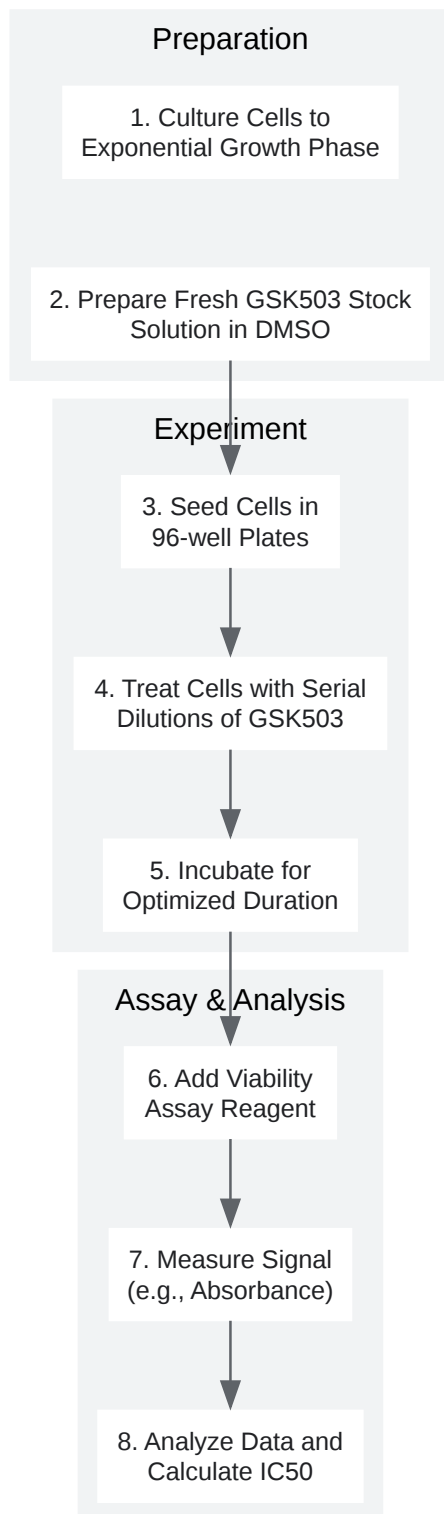 Preparation
1. Culture Cells to
Exponential Growth Phase
2. Prepare Fresh GSK503 Stock
Solution in DMSO
Experiment
3. Seed Cells in
96-well Plates
4. Treat Cells with Serial
Dilutions of GSK503
5. Incubate for
Optimized Duration
Assay & Analysis
6. Add Viability
Assay Reagent
7. Measure Signal
(e.g., Absorbance)
8. Analyze Data and
Calculate IC50